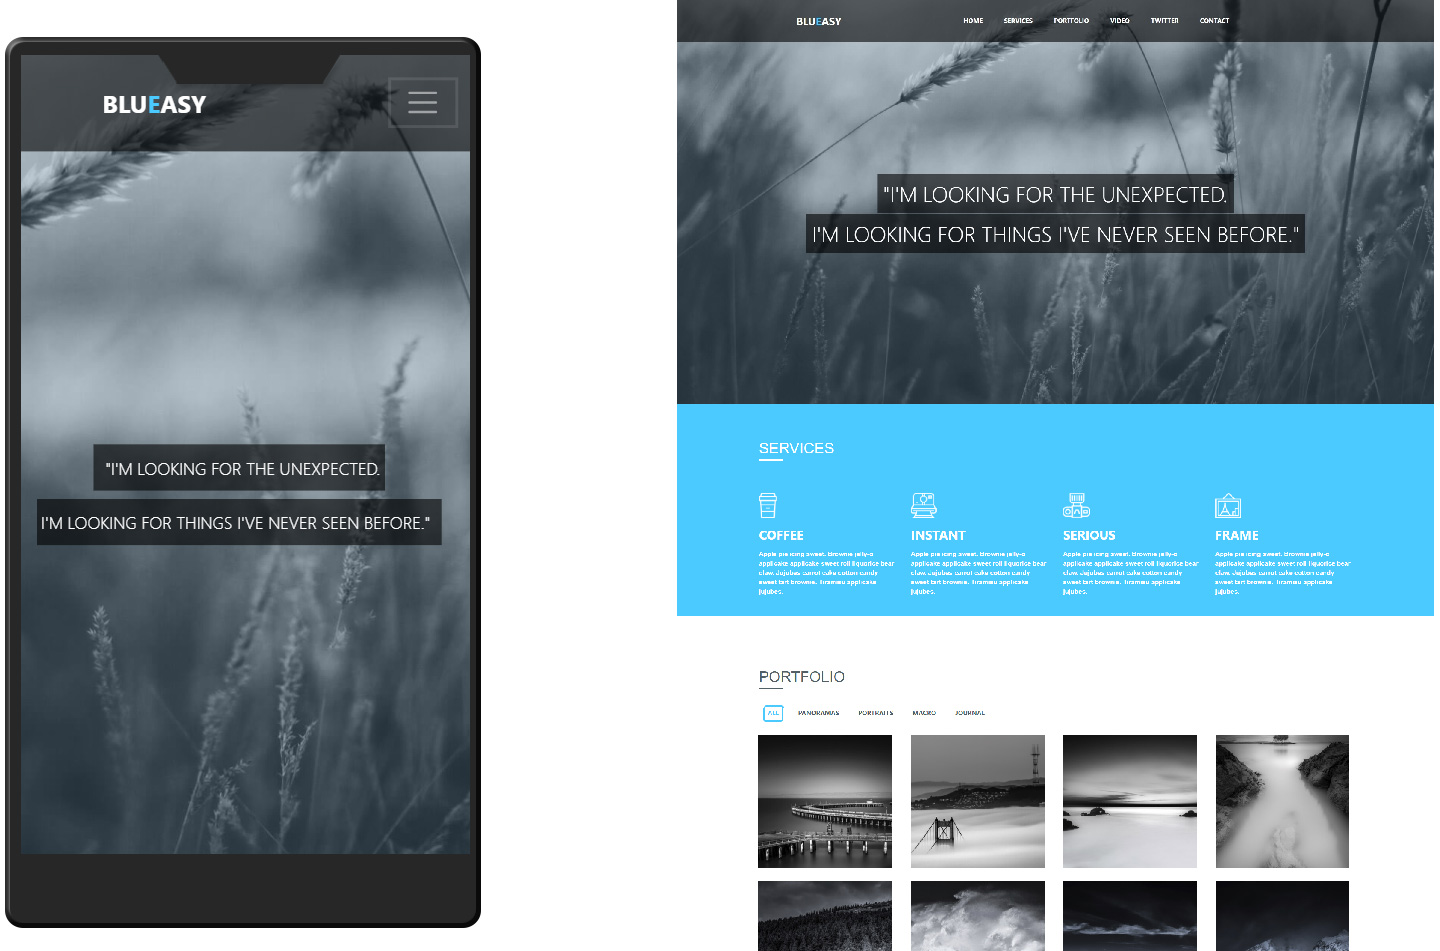 BLUEASY
"I'M LOOKING FOR THE UNEXPECTED.
I'M LOOKING FOR THINGS I'VE NEVER SEEN BEFORE."
BLUEASY HOME SERVICES PORTFOLIO VIDEO TWITTER CONTACT
"I'M LOOKING FOR THE UNEXPECTED.
I'M LOOKING FOR THINGS I'VE NEVER SEEN BEFORE."
SERVICES
COFFEE
Apple pie icing sweet. Brownie jelly-o
applicake applicake sweet roll liquorice bear
claw. Jujubes carrot cake cotton candy
sweet tart brownie. Tiramisu applicake
jujubes.
INSTANT
Apple pie icing sweet. Brownie jelly-o
applicake applicake sweet roll liquorice bear
claw. Jujubes carrot cake cotton candy
sweet tart brownie. Tiramisu applicake
jujubes.
SERIOUS
Apple pie icing sweet. Brownie jelly-o
applicake applicake sweet roll liquorice bear
claw. Jujubes carrot cake cotton candy
sweet tart brownie. Tiramisu applicake
jujubes.
FRAME
Apple pie icing sweet. Brownie jelly-o
applicake applicake sweet roll liquorice bear
claw. Jujubes carrot cake cotton candy
sweet tart brownie. Tiramisu applicake
jujubes.
PORTFOLIO
ALL PANORAMAS PORTRAITS MACRO JOURNAL